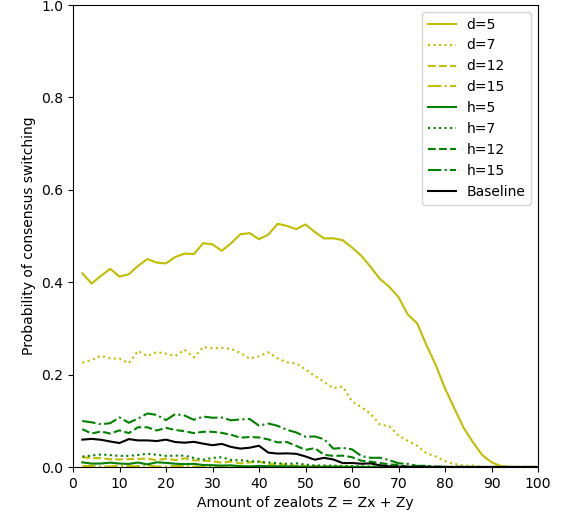 1.0
0.8
0.6
0.4
0.2
0.0
Probability of consensus switching
d=5
d=7
d=12
d=15
h=5
h=7
h=12
h=15
Baseline
0 10 20 30 40 50 60 70 80 90 100
Amount of zealots Z = Zx + Zy